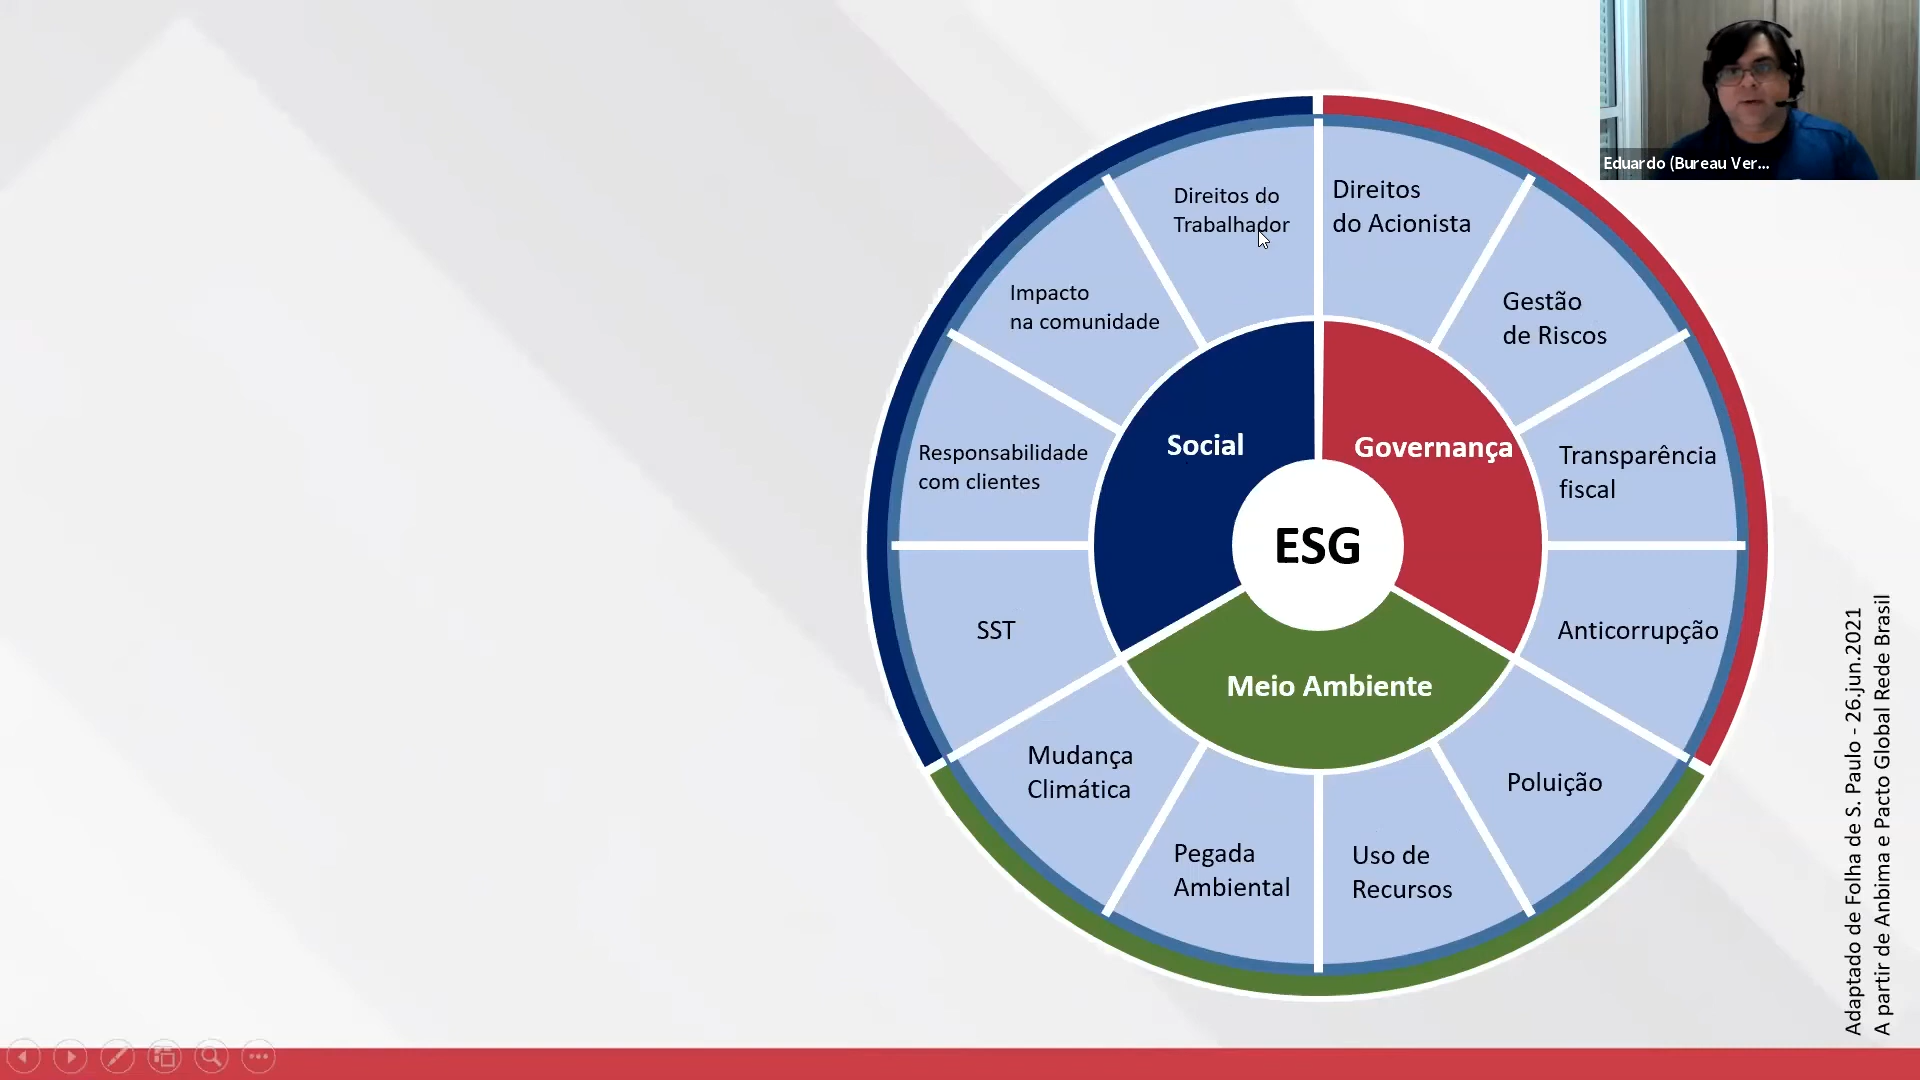 Eduardo (Bureau Ver...
Direitos do
Trabalhador
Direitos
do Acionista
Impacto
na comunidade
Gestão
de Riscos
Responsabilidade
com clientes
Social
Governança
Transparência
fiscal
ESG
SST
Anticorrupção
Meio Ambiente
Mudança
Climática
Poluição
Pegada
Ambiental
Uso de
Recursos
Adaptado de Folha de S. Paulo - 26.jun.2021
A partir de Anbima e Pacto Global Rede Brasil